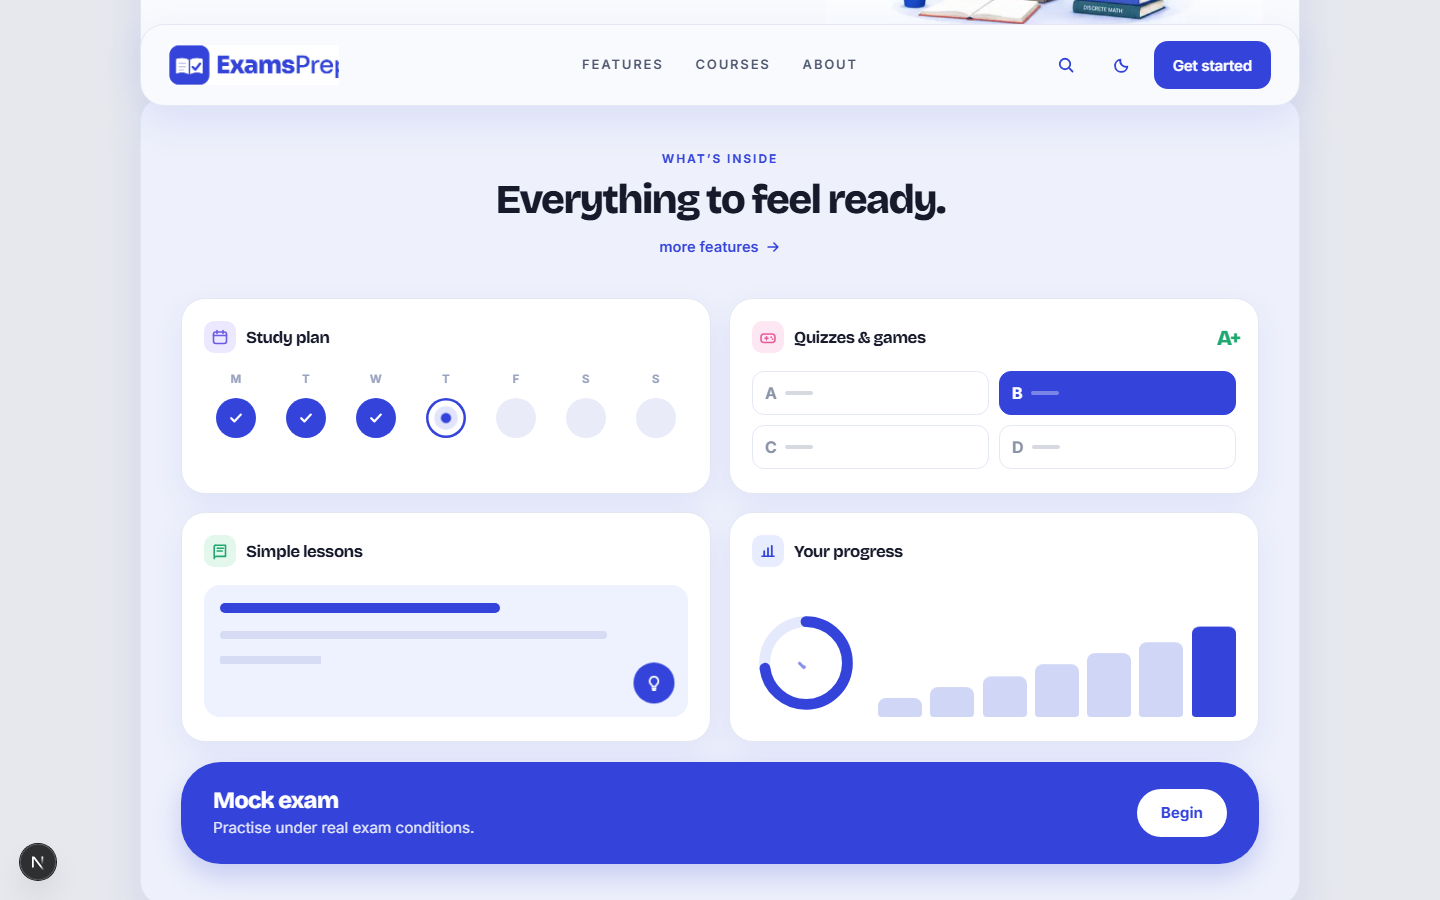 DISCRETE MATH
ExamsPrep
FEATURES COURSES ABOUT
Get started
WHAT'S INSIDE
Everything to feel ready.
more features →
Study plan
M T W T F S S
Quizzes & games
A+
A B
C D
Simple lessons
Your progress
Mock exam
Practise under real exam conditions.
Begin
N